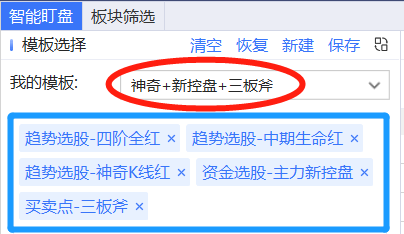 智能盯盘 板块筛选
模板选择 清空 恢复 新建 保存
我的模板: 神奇+新控盘+三板斧
趋势选股-四阶全红 × 趋势选股-中期生命红 ×
趋势选股-神奇K线红 × 资金选股-主力新控盘 ×
买卖点-三板斧 ×